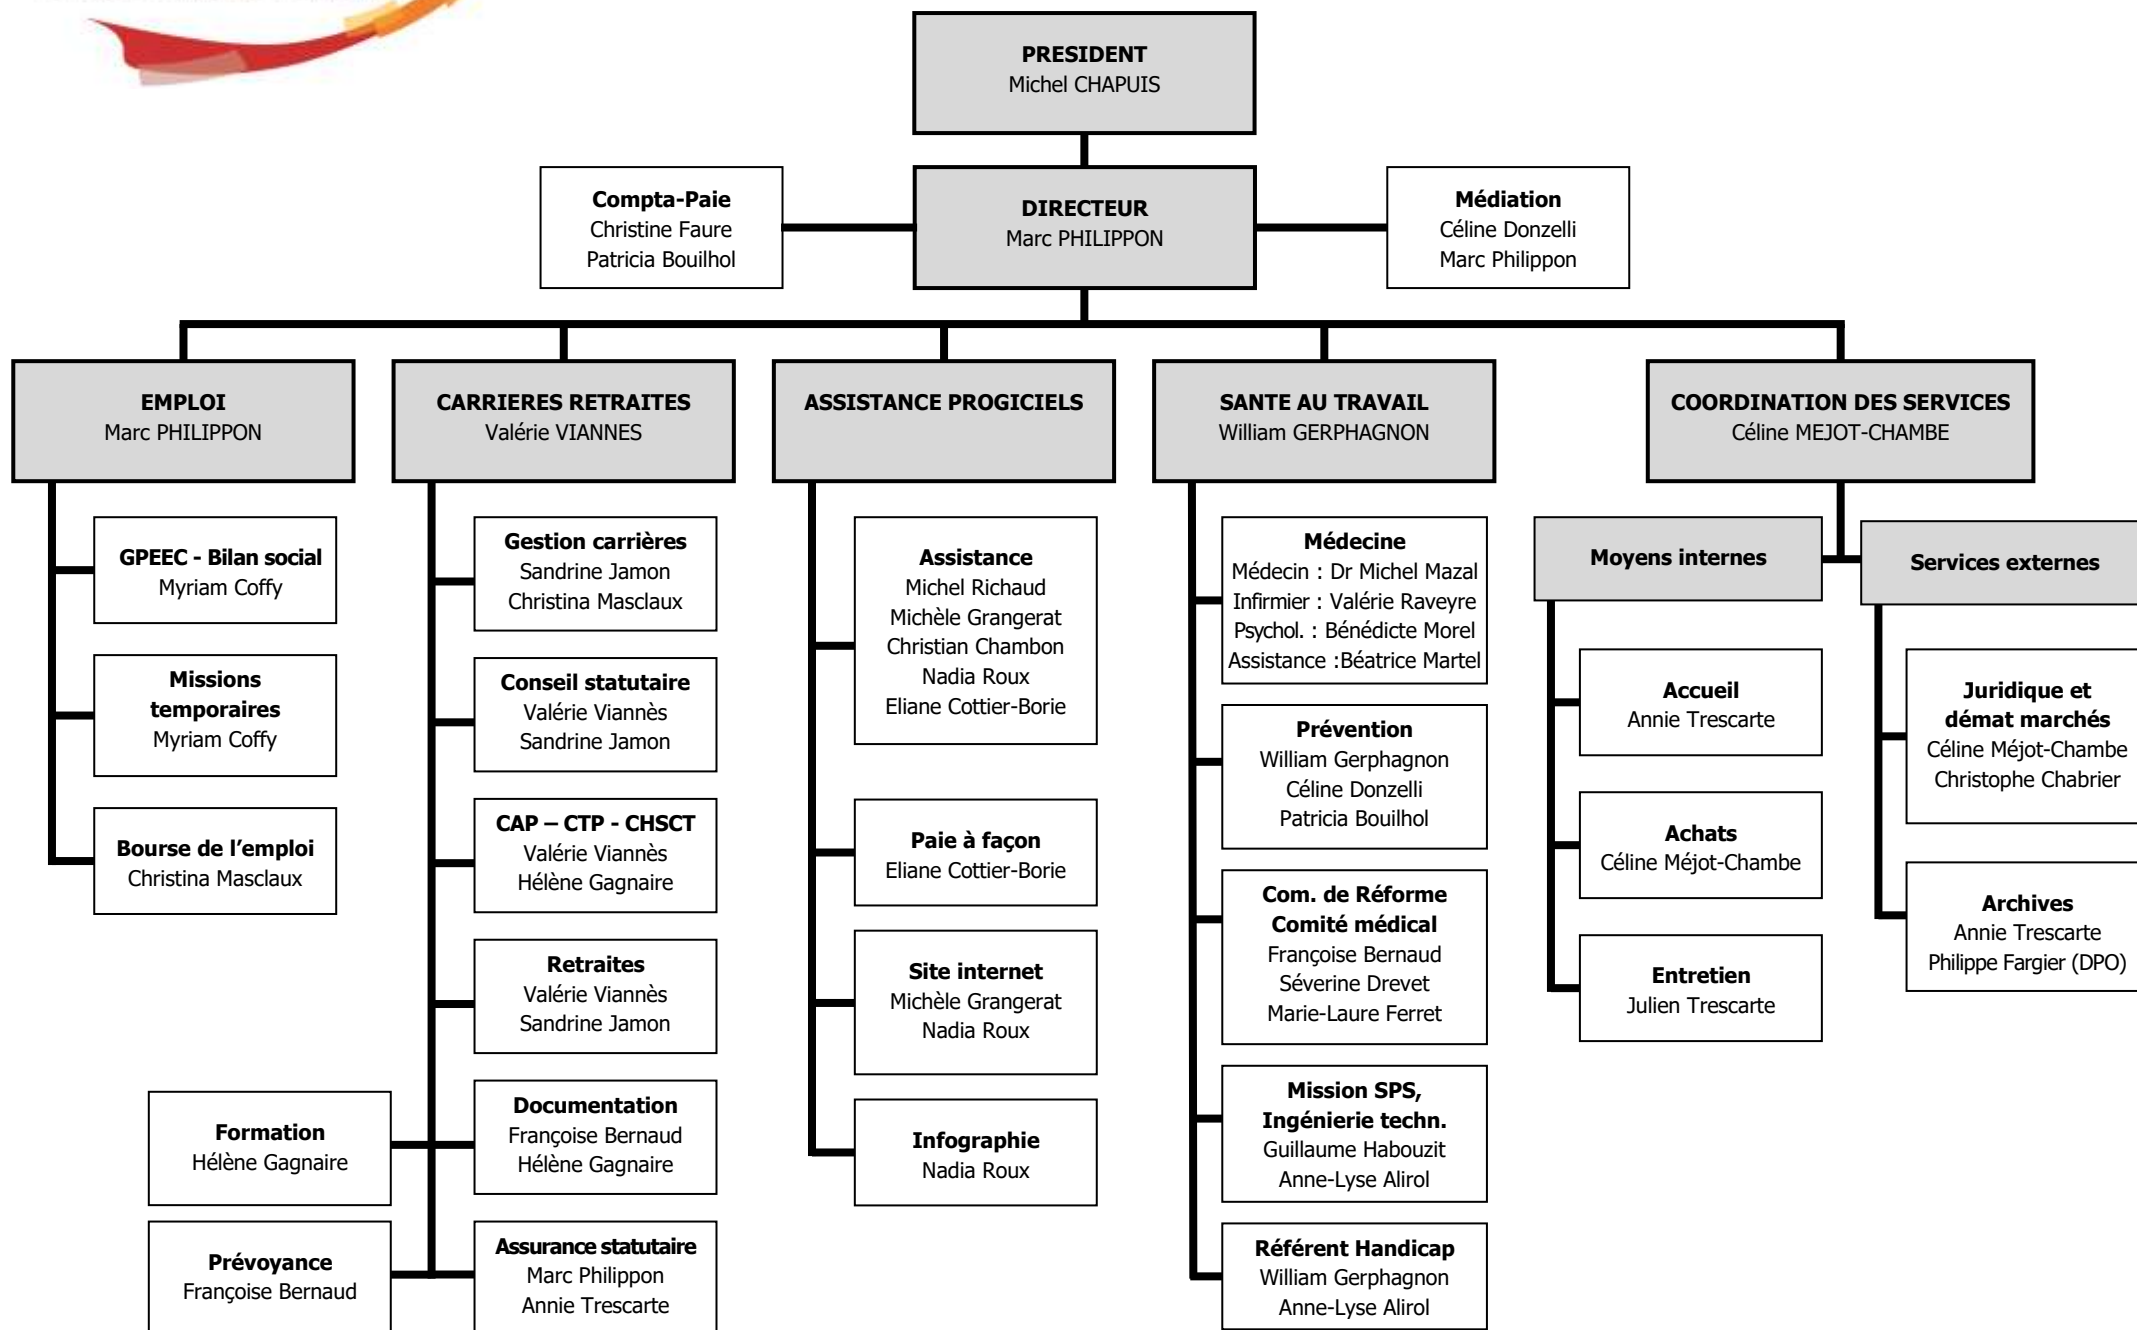 PRESIDENT
Michel CHAPUIS
Compta-Paie
Christine Faure
Patricia Bouilhol
DIRECTEUR
Marc PHILIPPON
Médiation
Céline Donzelli
Marc Philippon
EMPLOI
Marc PHILIPPON
CARRIERES RETRAITES
Valérie VIANNES
ASSISTANCE PROGICIELS
SANTE AU TRAVAIL
William GERPHAGNON
COORDINATION DES SERVICES
Céline MEJOT-CHAMBE
GPEEC - Bilan social
Myriam Coffy
Missions
temporaires
Myriam Coffy
Bourse de l’emploi
Christina Masclaux
Gestion carrières
Sandrine Jamon
Christina Masclaux
Conseil statutaire
Valérie Viannès
Sandrine Jamon
CAP – CTP - CHSCT
Valérie Viannès
Hélène Gagnaire
Retraites
Valérie Viannès
Sandrine Jamon
Formation
Hélène Gagnaire
Documentation
Françoise Bernaud
Hélène Gagnaire
Prévoyance
Françoise Bernaud
Assurance statutaire
Marc Philippon
Annie Trescarte
Assistance
Michel Richaud
Michèle Grangerat
Christian Chambon
Nadia Roux
Eliane Cottier-Borie
Paie à façon
Eliane Cottier-Borie
Site internet
Michèle Grangerat
Nadia Roux
Infographie
Nadia Roux
Médecine
Médecin : Dr Michel Mazal
Infirmier : Valérie Raveyre
Psychol. : Bénédicte Morel
Assistance :Béatrice Martel
Prévention
William Gerphagnon
Céline Donzelli
Patricia Bouilhol
Com. de Réforme
Comité médical
Françoise Bernaud
Séverine Drevet
Marie-Laure Ferret
Mission SPS,
Ingénierie techn.
Guillaume Habouzit
Anne-Lyse Alirol
Référent Handicap
William Gerphagnon
Anne-Lyse Alirol
Moyens internes
Accueil
Annie Trescarte
Achats
Céline Méjot-Chambe
Entretien
Julien Trescarte
Services externes
Juridique et
démat marchés
Céline Méjot-Chambe
Christophe Chabrier
Archives
Annie Trescarte
Philippe Fargier (DPO)